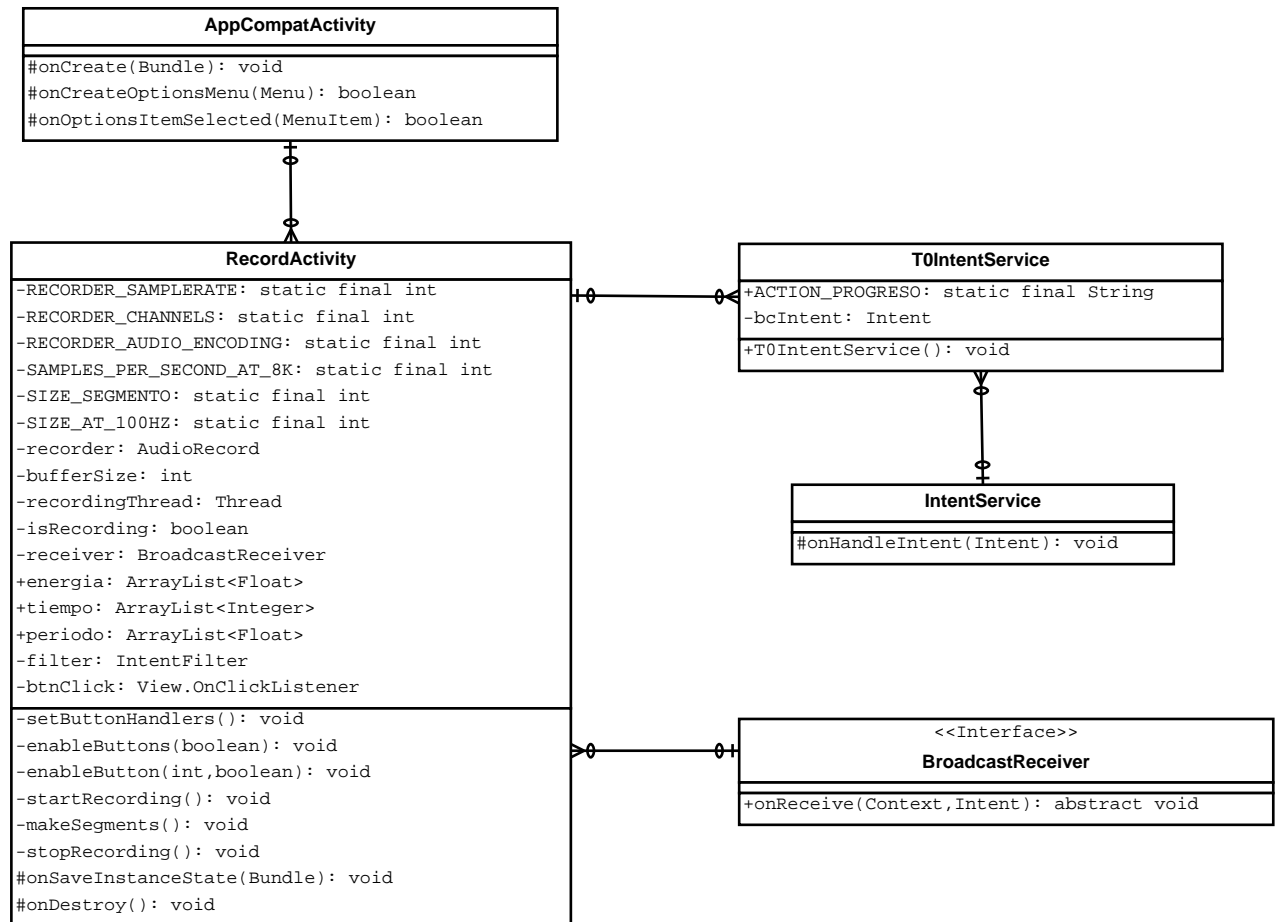 AppCompatActivity
#onCreate(Bundle): void
#onCreateOptionsMenu(Menu): boolean
#onOptionsItemSelected(MenuItem): boolean
RecordActivity
-RECORDER_SAMPLERATE: static final int
-RECORDER_CHANNELS: static final int
-RECORDER_AUDIO_ENCODING: static final int
-SAMPLES_PER_SECOND_AT_8K: static final int
-SIZE_SEGMENTO: static final int
-SIZE_AT_100HZ: static final int
-recorder: AudioRecord
-bufferSize: int
-recordingThread: Thread
-isRecording: boolean
-receiver: BroadcastReceiver
+energia: ArrayList<Float>
+tiempo: ArrayList<Integer>
+periodo: ArrayList<Float>
-filter: IntentFilter
-btnClick: View.OnClickListener
-setButtonHandlers(): void
-enableButtons(boolean): void
-enableButton(int,boolean): void
-startRecording(): void
-makeSegments(): void
-stopRecording(): void
#onSaveInstanceState(Bundle): void
#onDestroy(): void
T0IntentService
+ACTION_PROGRESO: static final String
-bcIntent: Intent
+T0IntentService(): void
IntentService
#onHandleIntent(Intent): void
<<Interface>>
BroadcastReceiver
+onReceive(Context,Intent): abstract void